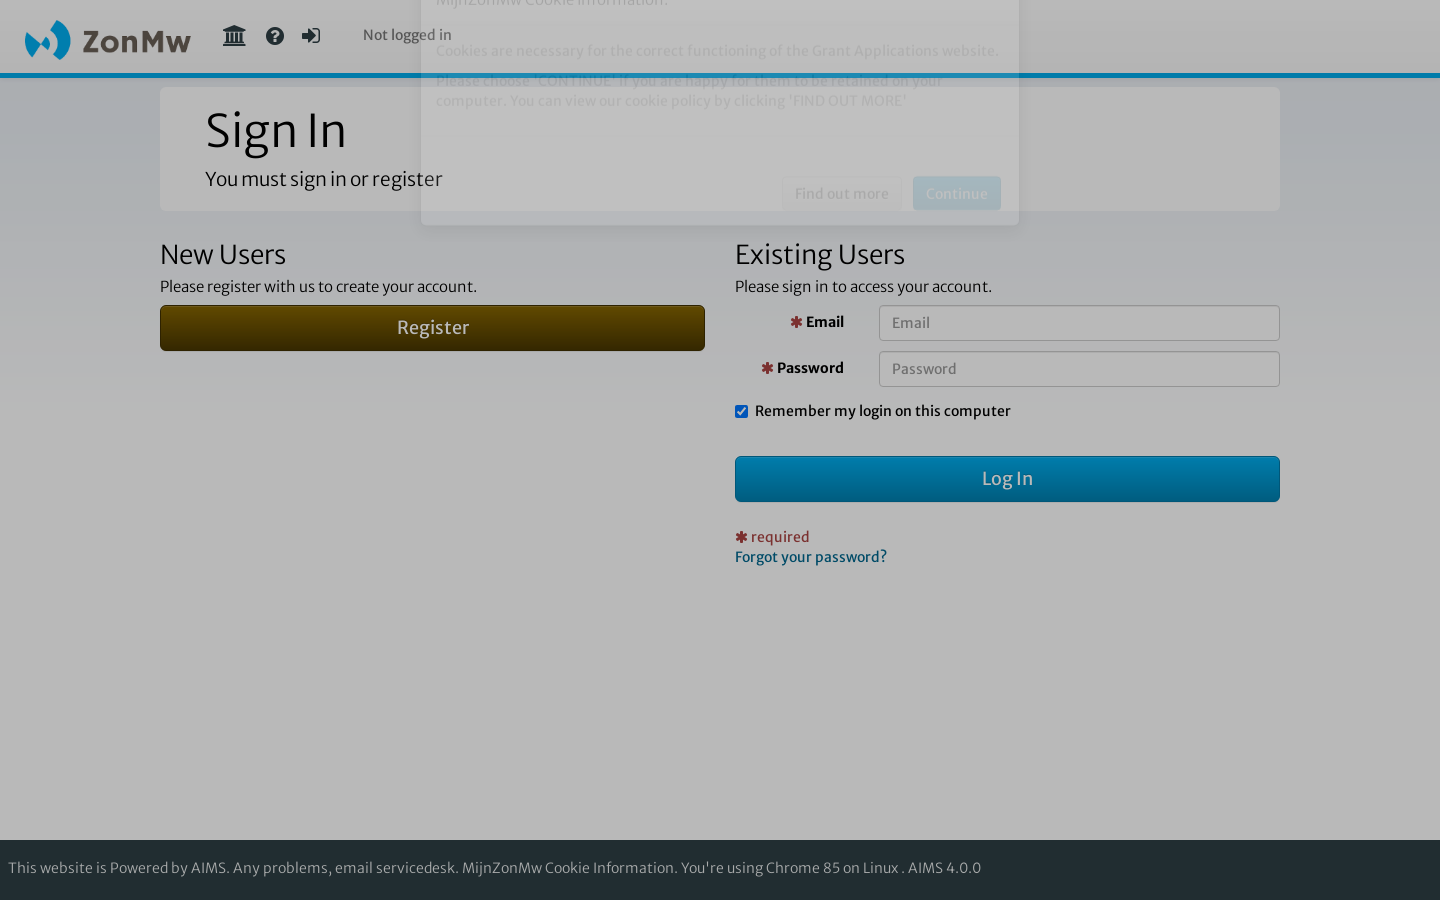 ZonMw
Not logged in
MijnZonMw Cookie Information.
Cookies are necessary for the correct functioning of the Grant Applications website.
Please choose 'CONTINUE' if you are happy for them to be retained on your
computer. You can view our cookie policy by clicking 'FIND OUT MORE'
Find out more
Continue
Sign In
You must sign in or register
New Users
Please register with us to create your account.
Register
Existing Users
Please sign in to access your account.
✱ Email
Email
✱ Password
Password
Remember my login on this computer
Log In
✱ required
Forgot your password?
This website is Powered by AIMS. Any problems, email servicedesk. MijnZonMw Cookie Information. You're using Chrome 85 on Linux . AIMS 4.0.0